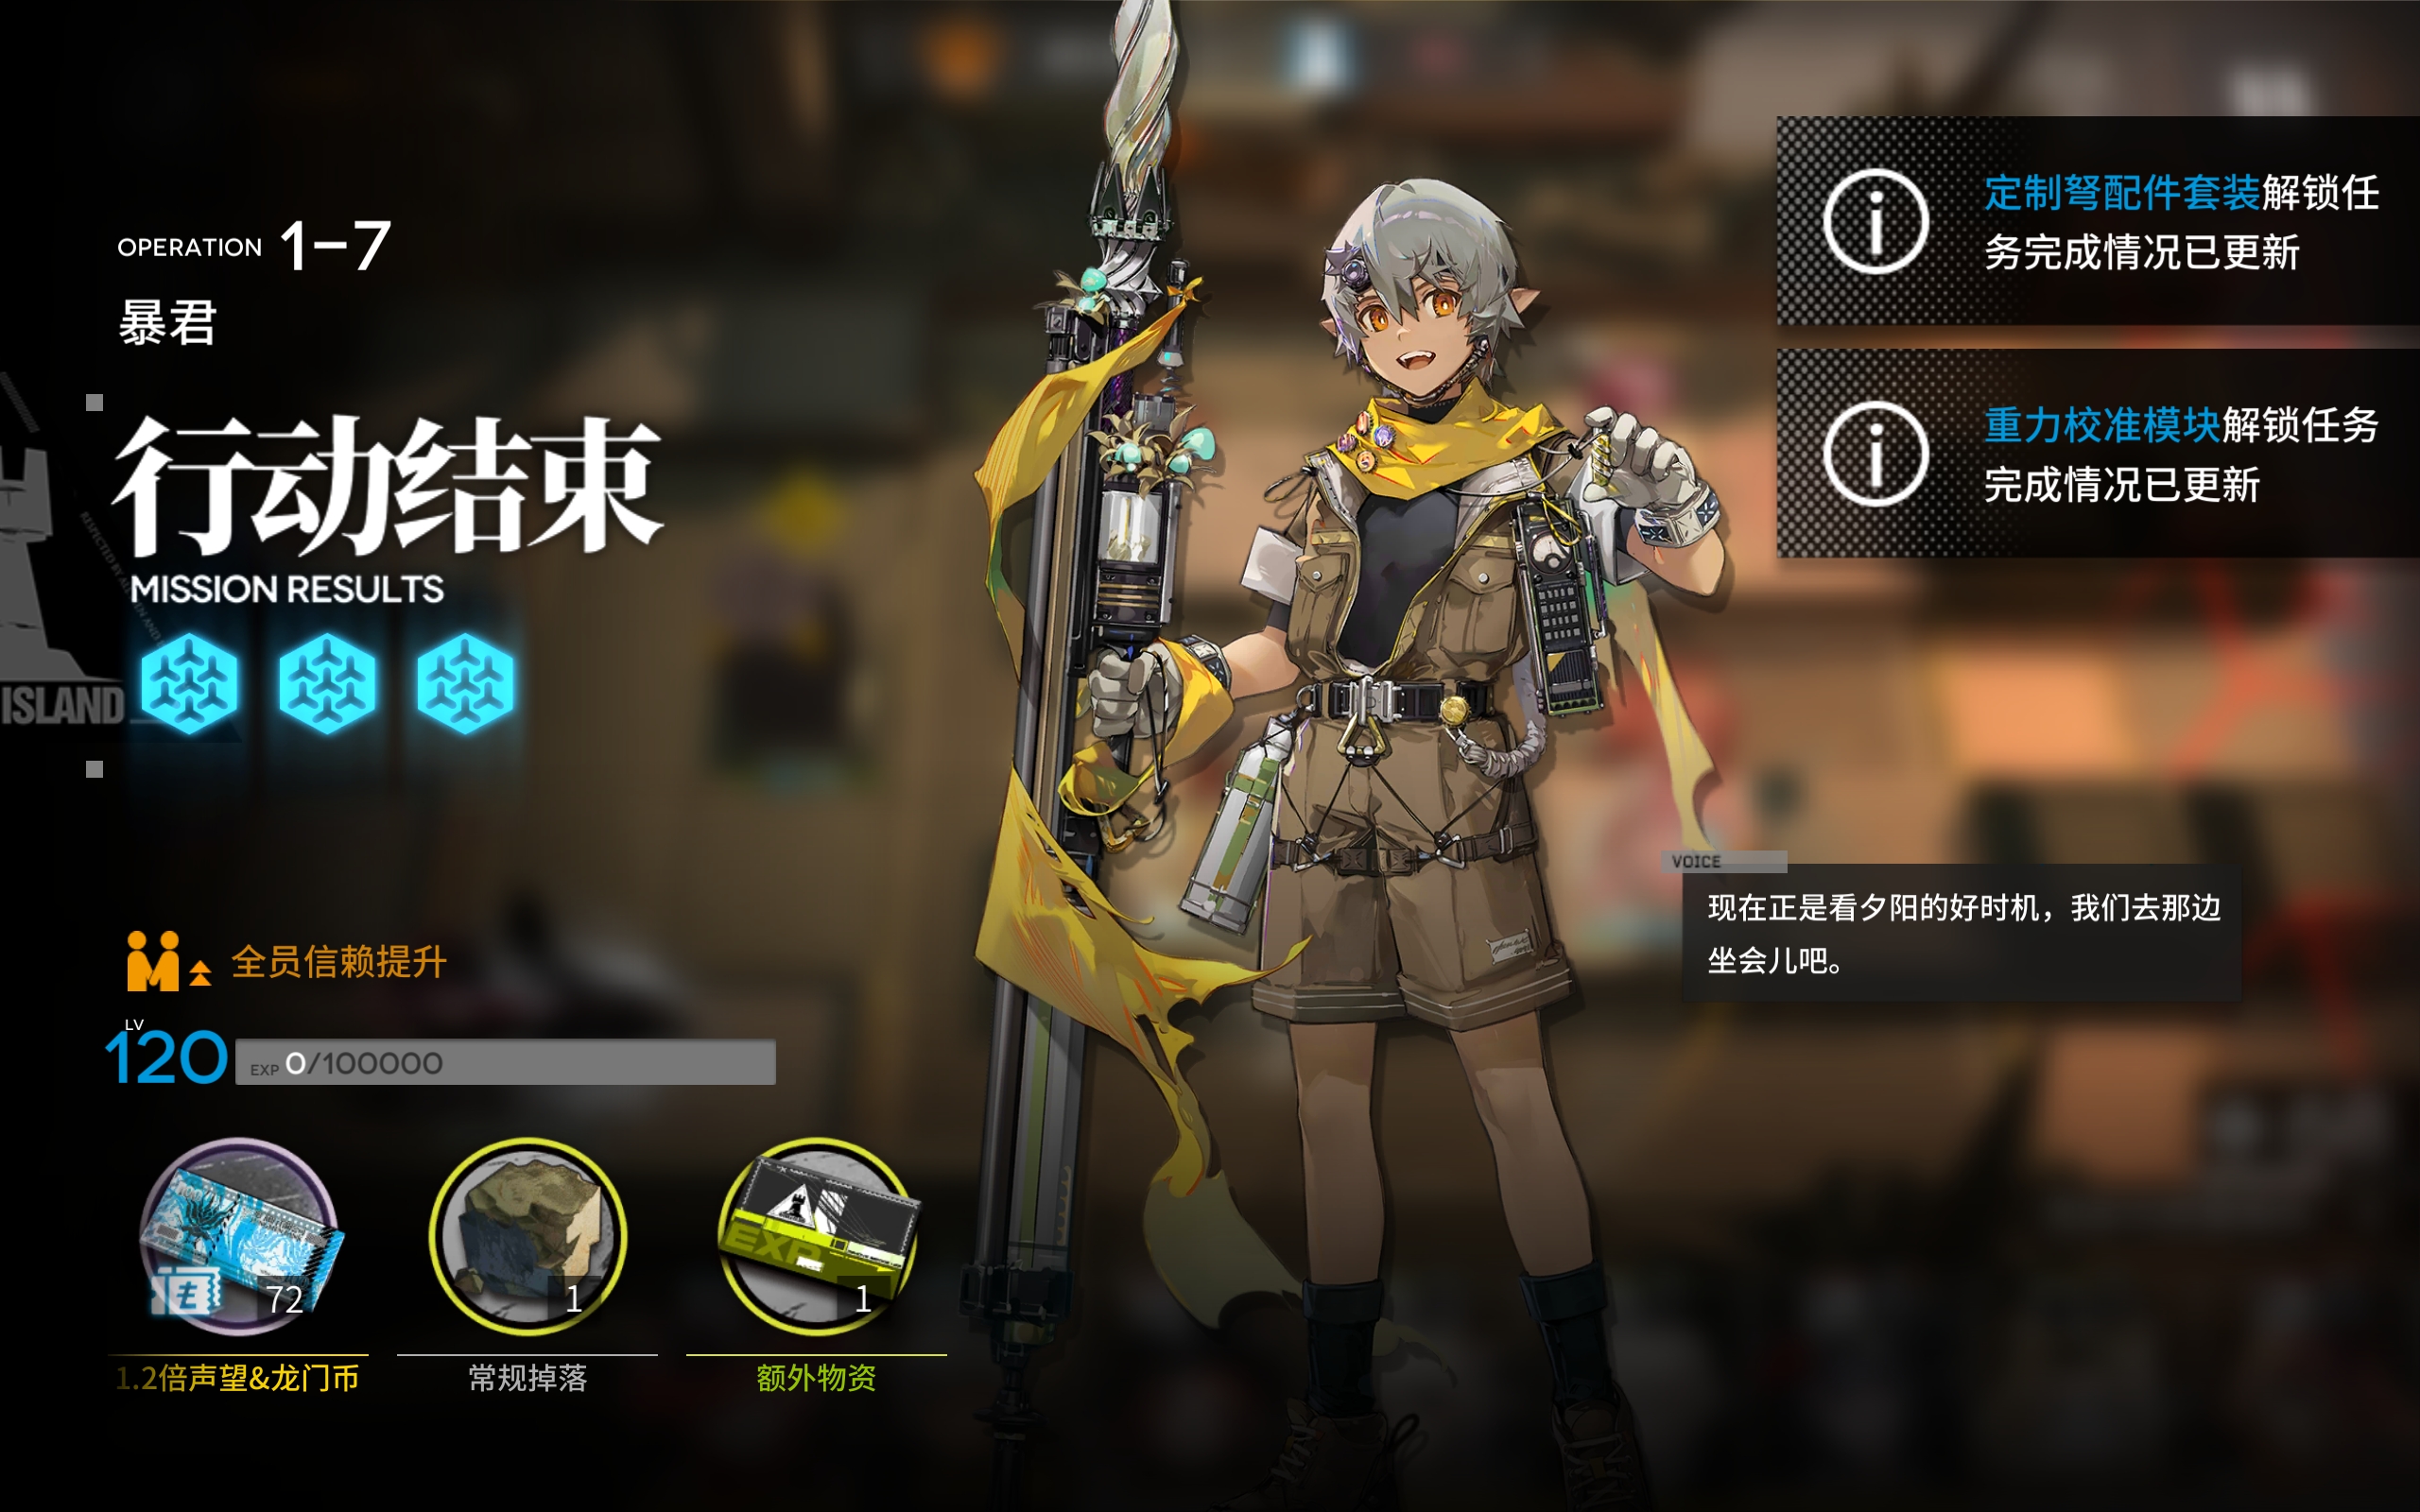 OPERATION 1-7
暴君
行动结束
MISSION RESULTS
ISLAND
全员信赖提升
LV
120
EXP 0/100000
72
1
EXP
1
1.2倍声望&龙门币
常规掉落
额外物资
定制弩配件套装解锁任
务完成情况已更新
重力校准模块解锁任务
完成情况已更新
VOICE
现在正是看夕阳的好时机，我们去那边
坐会儿吧。